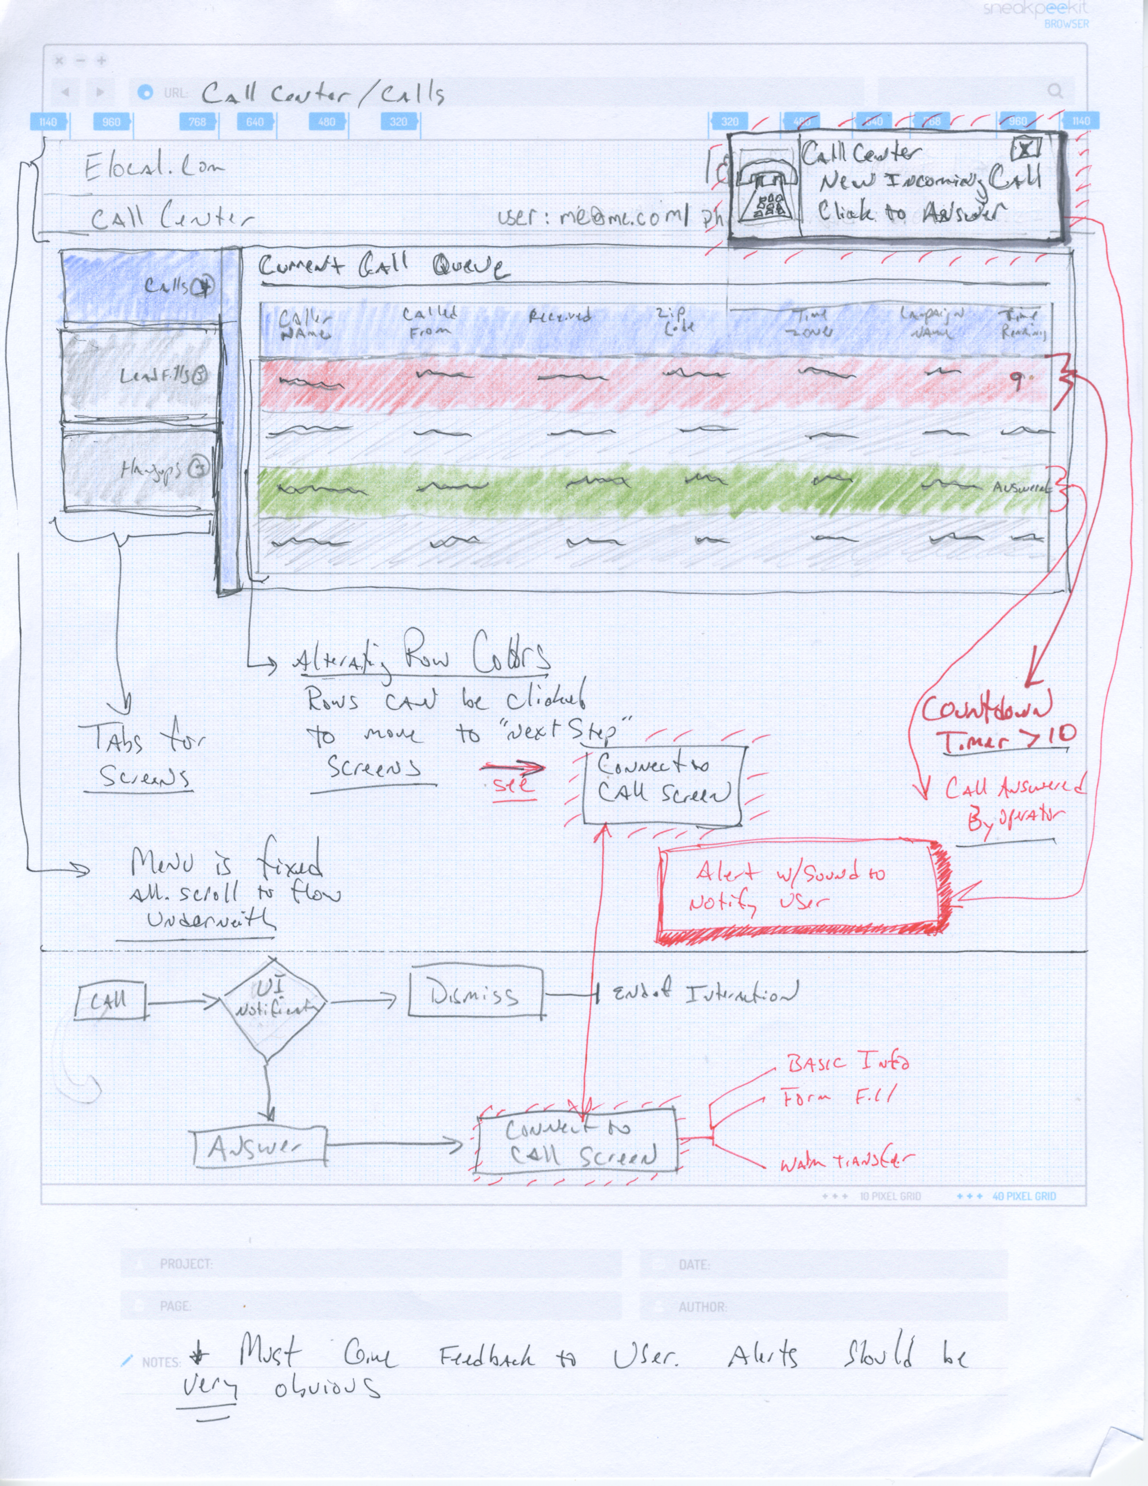 sneakpeekit
BROWSER
URL: Call Center / Calls
1140 960 768 640 480 320 320 480 640 768 960 1140
Elocal.com
Call Center
user: me@me.com / ph
Call Center
New Incoming Call
Click to Answer
X
Calls 4
Lead Fills 3
Hangups 3
Current Call Queue
Caller Name
Called From
Received
Zip Code
Time Zone
Campaign Name
Time
9
Answered
Tabs for
Screens
Alternating Row Colors
Rows can be clicked
to move to "Next Step"
Screens
see
Connect to
Call Screen
Countdown
Timer > 10
Call Answered
By Operator
Alert w/Sound to
Notify User
Menu is fixed
All scroll to flow
Underneith
Call
UI
Notification
Dismiss
End of Interaction
Answer
Connect to
Call Screen
Basic Info
Form Fill
Warm Transfer
10 PIXEL GRID
40 PIXEL GRID
PROJECT:
DATE:
PAGE:
AUTHOR:
NOTES: * Must Give Feedback to User. Alerts should be
very obvious